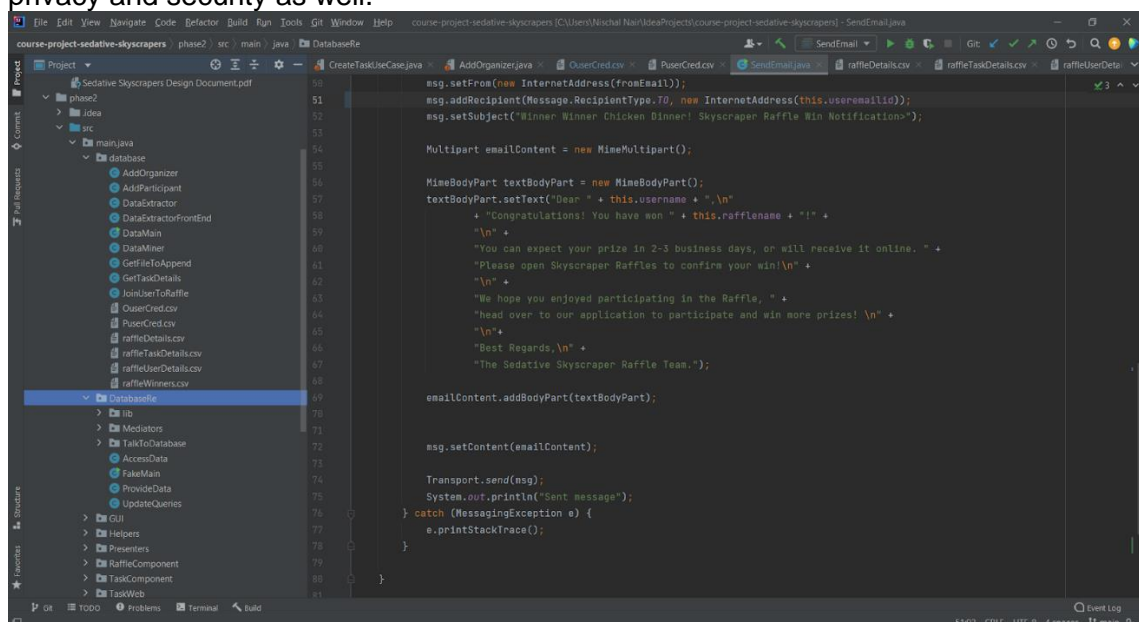 privacy and security as well.
File Edit View Navigate Code Refactor Build Run Tools Git Window Help course-project-sedative-skyscrapers [C:\Users\Nischal Nair\IdeaProjects\course-project-sedative-skyscrapers] - SendEmail.java
course-project-sedative-skyscrapers phase2 src main java DatabaseRe SendEmail Git:
Project CreateTaskUseCase.java AddOrganizer.java OuserCred.csv PuserCred.csv SendEmail.java raffleDetails.csv raffleTaskDetails.csv raffleUserDetai
Sedative Skyscrapers Design Document.pdf
phase2
.idea
src
main.java
database
AddOrganizer
AddParticipant
DataExtractor
DataExtractorFrontEnd
DataMain
DataMiner
GetFileToAppend
GetTaskDetails
JoinUserToRaffle
OuserCred.csv
PuserCred.csv
raffleDetails.csv
raffleTaskDetails.csv
raffleUserDetails.csv
raffleWinners.csv
DatabaseRe
lib
Mediators
TalkToDatabase
AccessData
FakeMain
ProvideData
UpdateQueries
GUI
Helpers
Presenters
RaffleComponent
TaskComponent
TaskWeb
Project
Commit
Pull Requests
Structure
Favorites
3
50 msg.setFrom(new InternetAddress(fromEmail));
51 msg.addRecipient(Message.RecipientType.TO, new InternetAddress(this.useremailid));
52 msg.setSubject("Winner Winner Chicken Dinner! Skyscraper Raffle Win Notification>");
53
54 Multipart emailContent = new MimeMultipart();
55
56 MimeBodyPart textBodyPart = new MimeBodyPart();
57 textBodyPart.setText("Dear " + this.username + ",\n"
58 + "Congratulations! You have won " + this.rafflename + "!" +
59 "\n" +
60 "You can expect your prize in 2-3 business days, or will receive it online. " +
61 "Please open Skyscraper Raffles to confirm your win!\n" +
62 "\n" +
63 "We hope you enjoyed participating in the Raffle, " +
64 "head over to our application to participate and win more prizes! \n" +
65 "\n"+
66 "Best Regards,\n" +
67 "The Sedative Skyscraper Raffle Team.");
68
69 emailContent.addBodyPart(textBodyPart);
70
71
72 msg.setContent(emailContent);
73
74 Transport.send(msg);
75 System.out.println("Sent message");
76 } catch (MessagingException e) {
77 e.printStackTrace();
78 }
79
80 }
81
Git TODO Problems Terminal Build Event Log